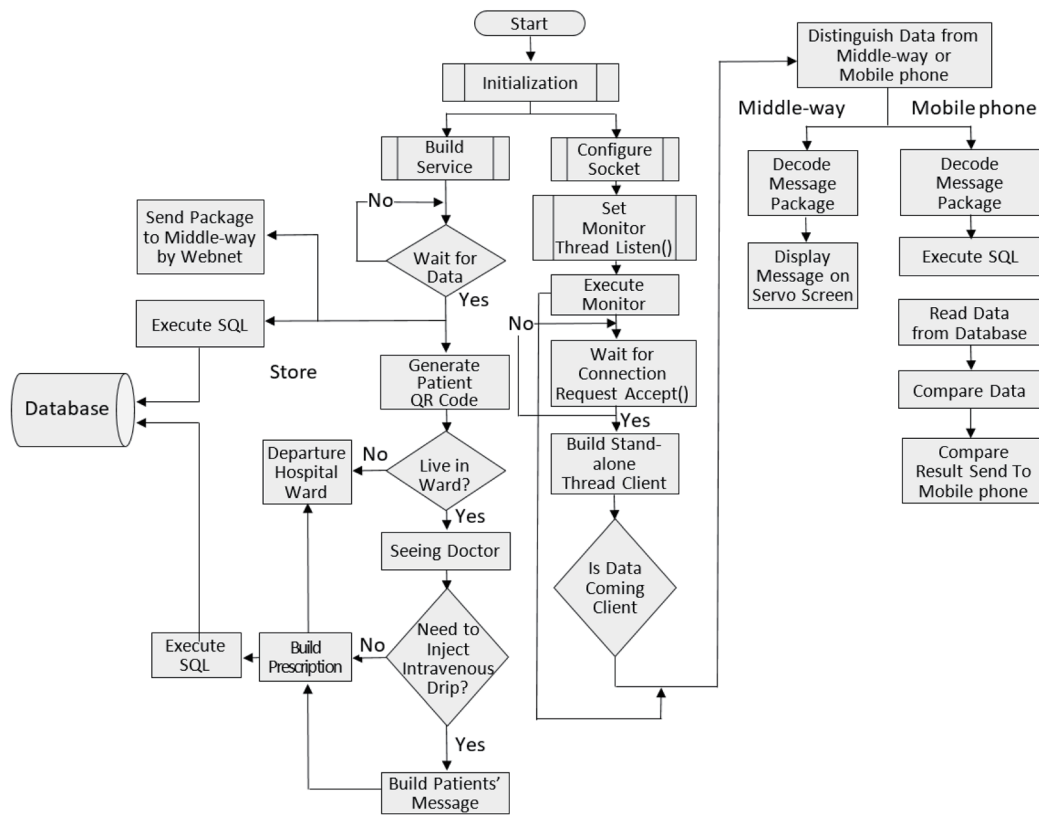 Start
Initialization
Build
Service
Configure
Socket
No
Wait for
Data
Yes
Send Package
to Middle-way
by Webnet
Execute SQL
Store
Database
Generate
Patient
QR Code
No
Departure
Hospital
Ward
Live in
Ward?
Yes
Seeing Doctor
Need to
Inject
Intravenous
Drip?
No
Build
Prescription
Execute
SQL
Yes
Build Patients’
Message
Set
Monitor
Thread Listen()
Execute
Monitor
No
Wait for
Connection
Request Accept()
Yes
Build Stand-
alone
Thread Client
Is Data
Coming
Client
Distinguish Data from
Middle-way or
Mobile phone
Middle-way
Mobile phone
Decode
Message
Package
Display
Message on
Servo Screen
Decode
Message
Package
Execute SQL
Read Data
from Database
Compare Data
Compare
Result Send To
Mobile phone